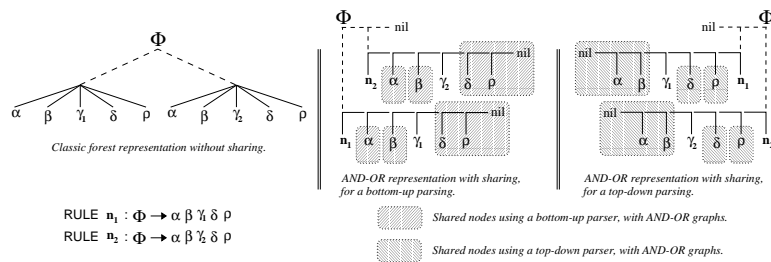 Φ
α β γ1 δ ρ α β γ2 δ ρ
Classic forest representation without sharing.
RULE n1 : Φ → α β γ1 δ ρ
RULE n2 : Φ → α β γ2 δ ρ
Φ
nil
nil
n2 α β γ2 δ ρ
nil
n1 α β γ1 δ ρ
AND-OR representation with sharing,
for a bottom-up parsing.
Φ
nil
nil
α β γ1 δ ρ n1
nil
α β γ2 δ ρ n2
AND-OR representation with sharing,
for a top-down parsing.
Shared nodes using a bottom-up parser, with AND-OR graphs.
Shared nodes using a top-down parser, with AND-OR graphs.